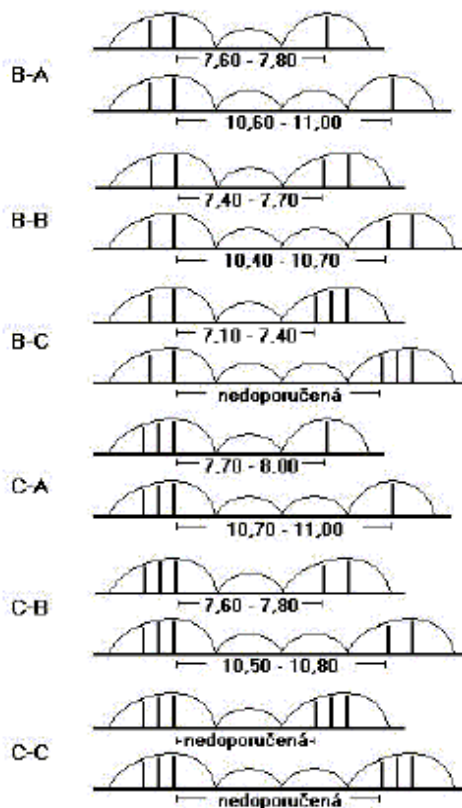 B-A
7,60 - 7,80
10,60 - 11,00
B-B
7,40 - 7,70
10,40 - 10,70
B-C
7,10 - 7,40
nedoporučená
C-A
7,70 - 8,00
10,70 - 11,00
C-B
7,60 - 7,80
10,50 - 10,80
C-C
nedoporučená
nedoporučená